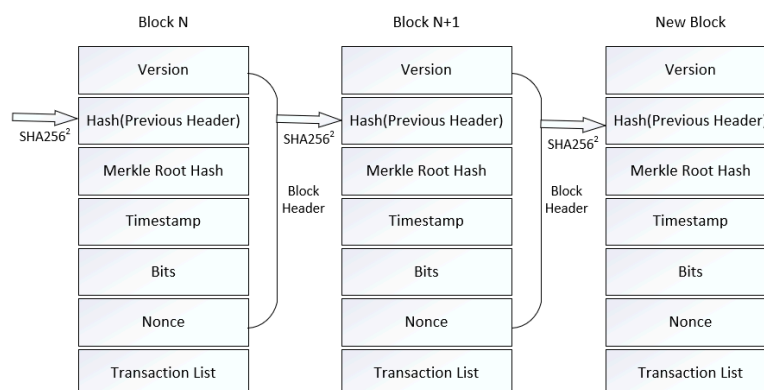 Block N
Block N+1
New Block
Version
Version
Version
Hash(Previous Header)
Hash(Previous Header)
Hash(Previous Header)
SHA256²
SHA256²
SHA256²
Merkle Root Hash
Merkle Root Hash
Merkle Root Hash
Block
Header
Block
Header
Timestamp
Timestamp
Timestamp
Bits
Bits
Bits
Nonce
Nonce
Nonce
Transaction List
Transaction List
Transaction List